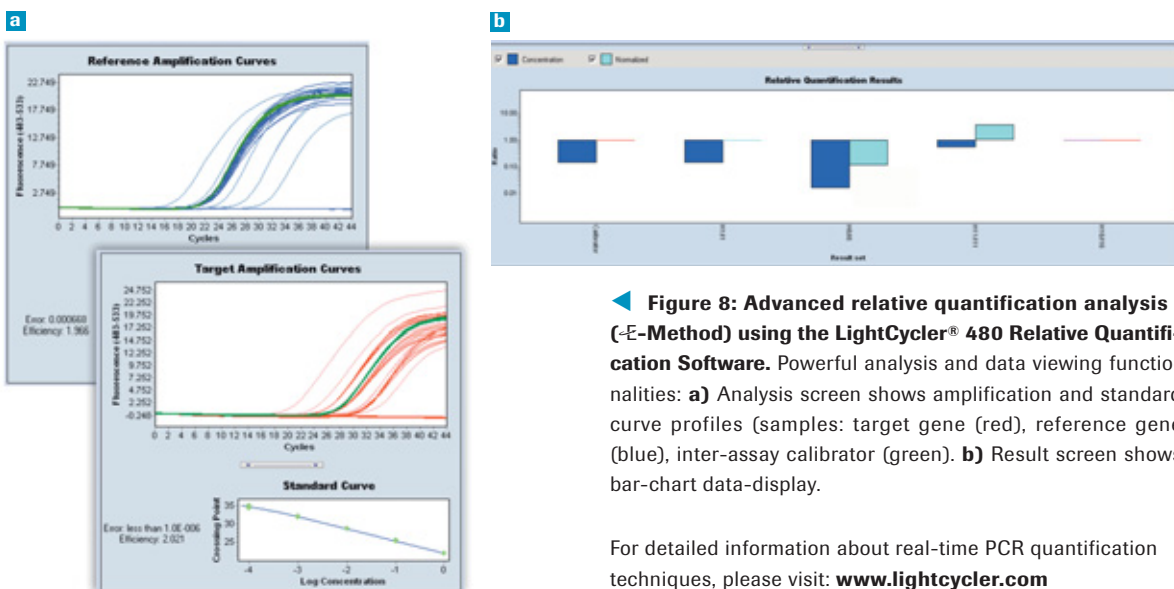 a
Reference Amplification Curves
Fluorescence (483-533)
22.749
17.749
12.749
7.749
2.749
0 2 4 6 8 10 12 14 16 18 20 22 24 26 28 30 32 34 36 38 40 42 44
Cycles
Error: 0.000668
Efficiency: 1.966
Target Amplification Curves
Fluorescence (483-533)
24.752
22.252
19.752
17.252
14.752
12.252
9.752
7.252
4.752
2.252
-0.248
0 2 4 6 8 10 12 14 16 18 20 22 24 26 28 30 32 34 36 38 40 42 44
Cycles
Standard Curve
Error: less than 1.0E-006
Efficiency: 2.021
Crossing Point
35
30
25
-4 -3 -2 -1 0
Log Concentration
b
Concentration Normalized
Relative Quantification Results
Ratio
10.00
1.00
0.10
0.01
Calibrator
Result set
Figure 8: Advanced relative quantification analysis
(E-Method) using the LightCycler® 480 Relative Quantifi-
cation Software. Powerful analysis and data viewing functio
nalities: a) Analysis screen shows amplification and standard
curve profiles (samples: target gene (red), reference gene
(blue), inter-assay calibrator (green). b) Result screen shows
bar-chart data-display.
For detailed information about real-time PCR quantification
techniques, please visit: www.lightcycler.com